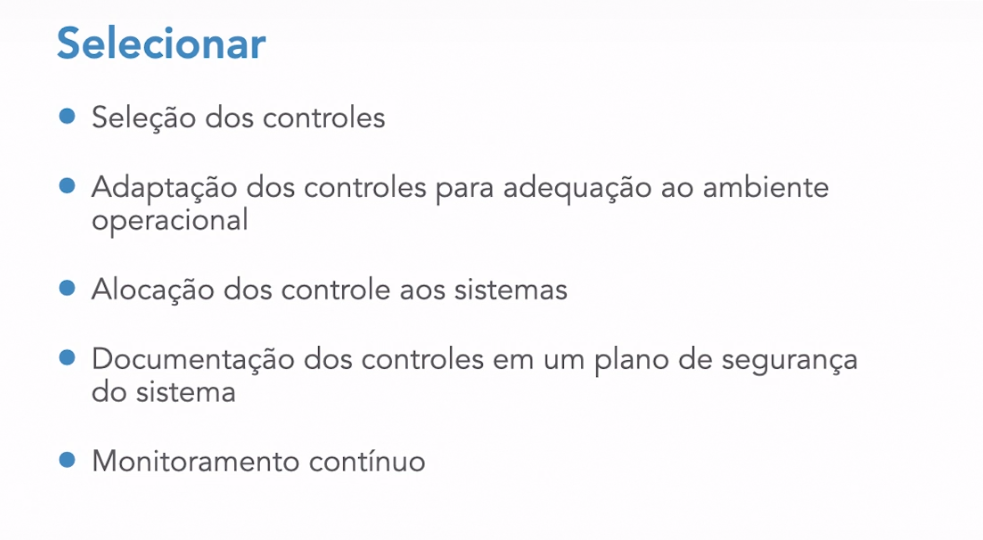 Selecionar
• Seleção dos controles
• Adaptação dos controles para adequação ao ambiente
operacional
• Alocação dos controle aos sistemas
• Documentação dos controles em um plano de segurança
do sistema
• Monitoramento contínuo